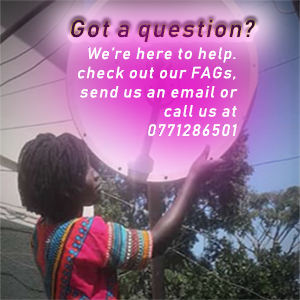 Got a question?
We're here to help.
check out our FAGs,
send us an email or
call us at
0771286501